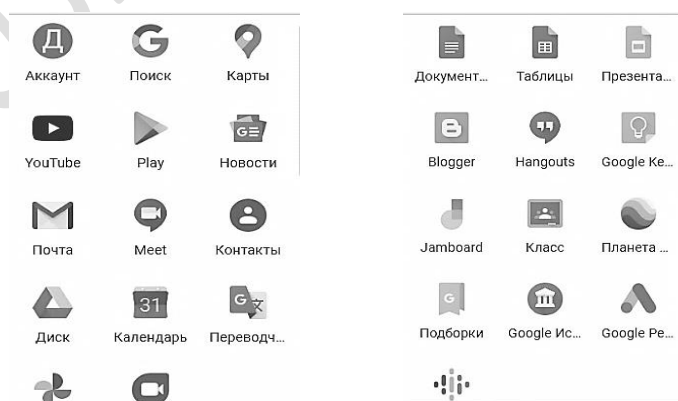 Д
Аккаунт Поиск Карты
YouTube Play Новости
Почта Meet Контакты
31
Диск Календарь Переводч...
Документ... Таблицы Презента...
Blogger Hangouts Google Ke...
Jamboard Класс Планета ...
Подборки Google Ис... Google Ре...